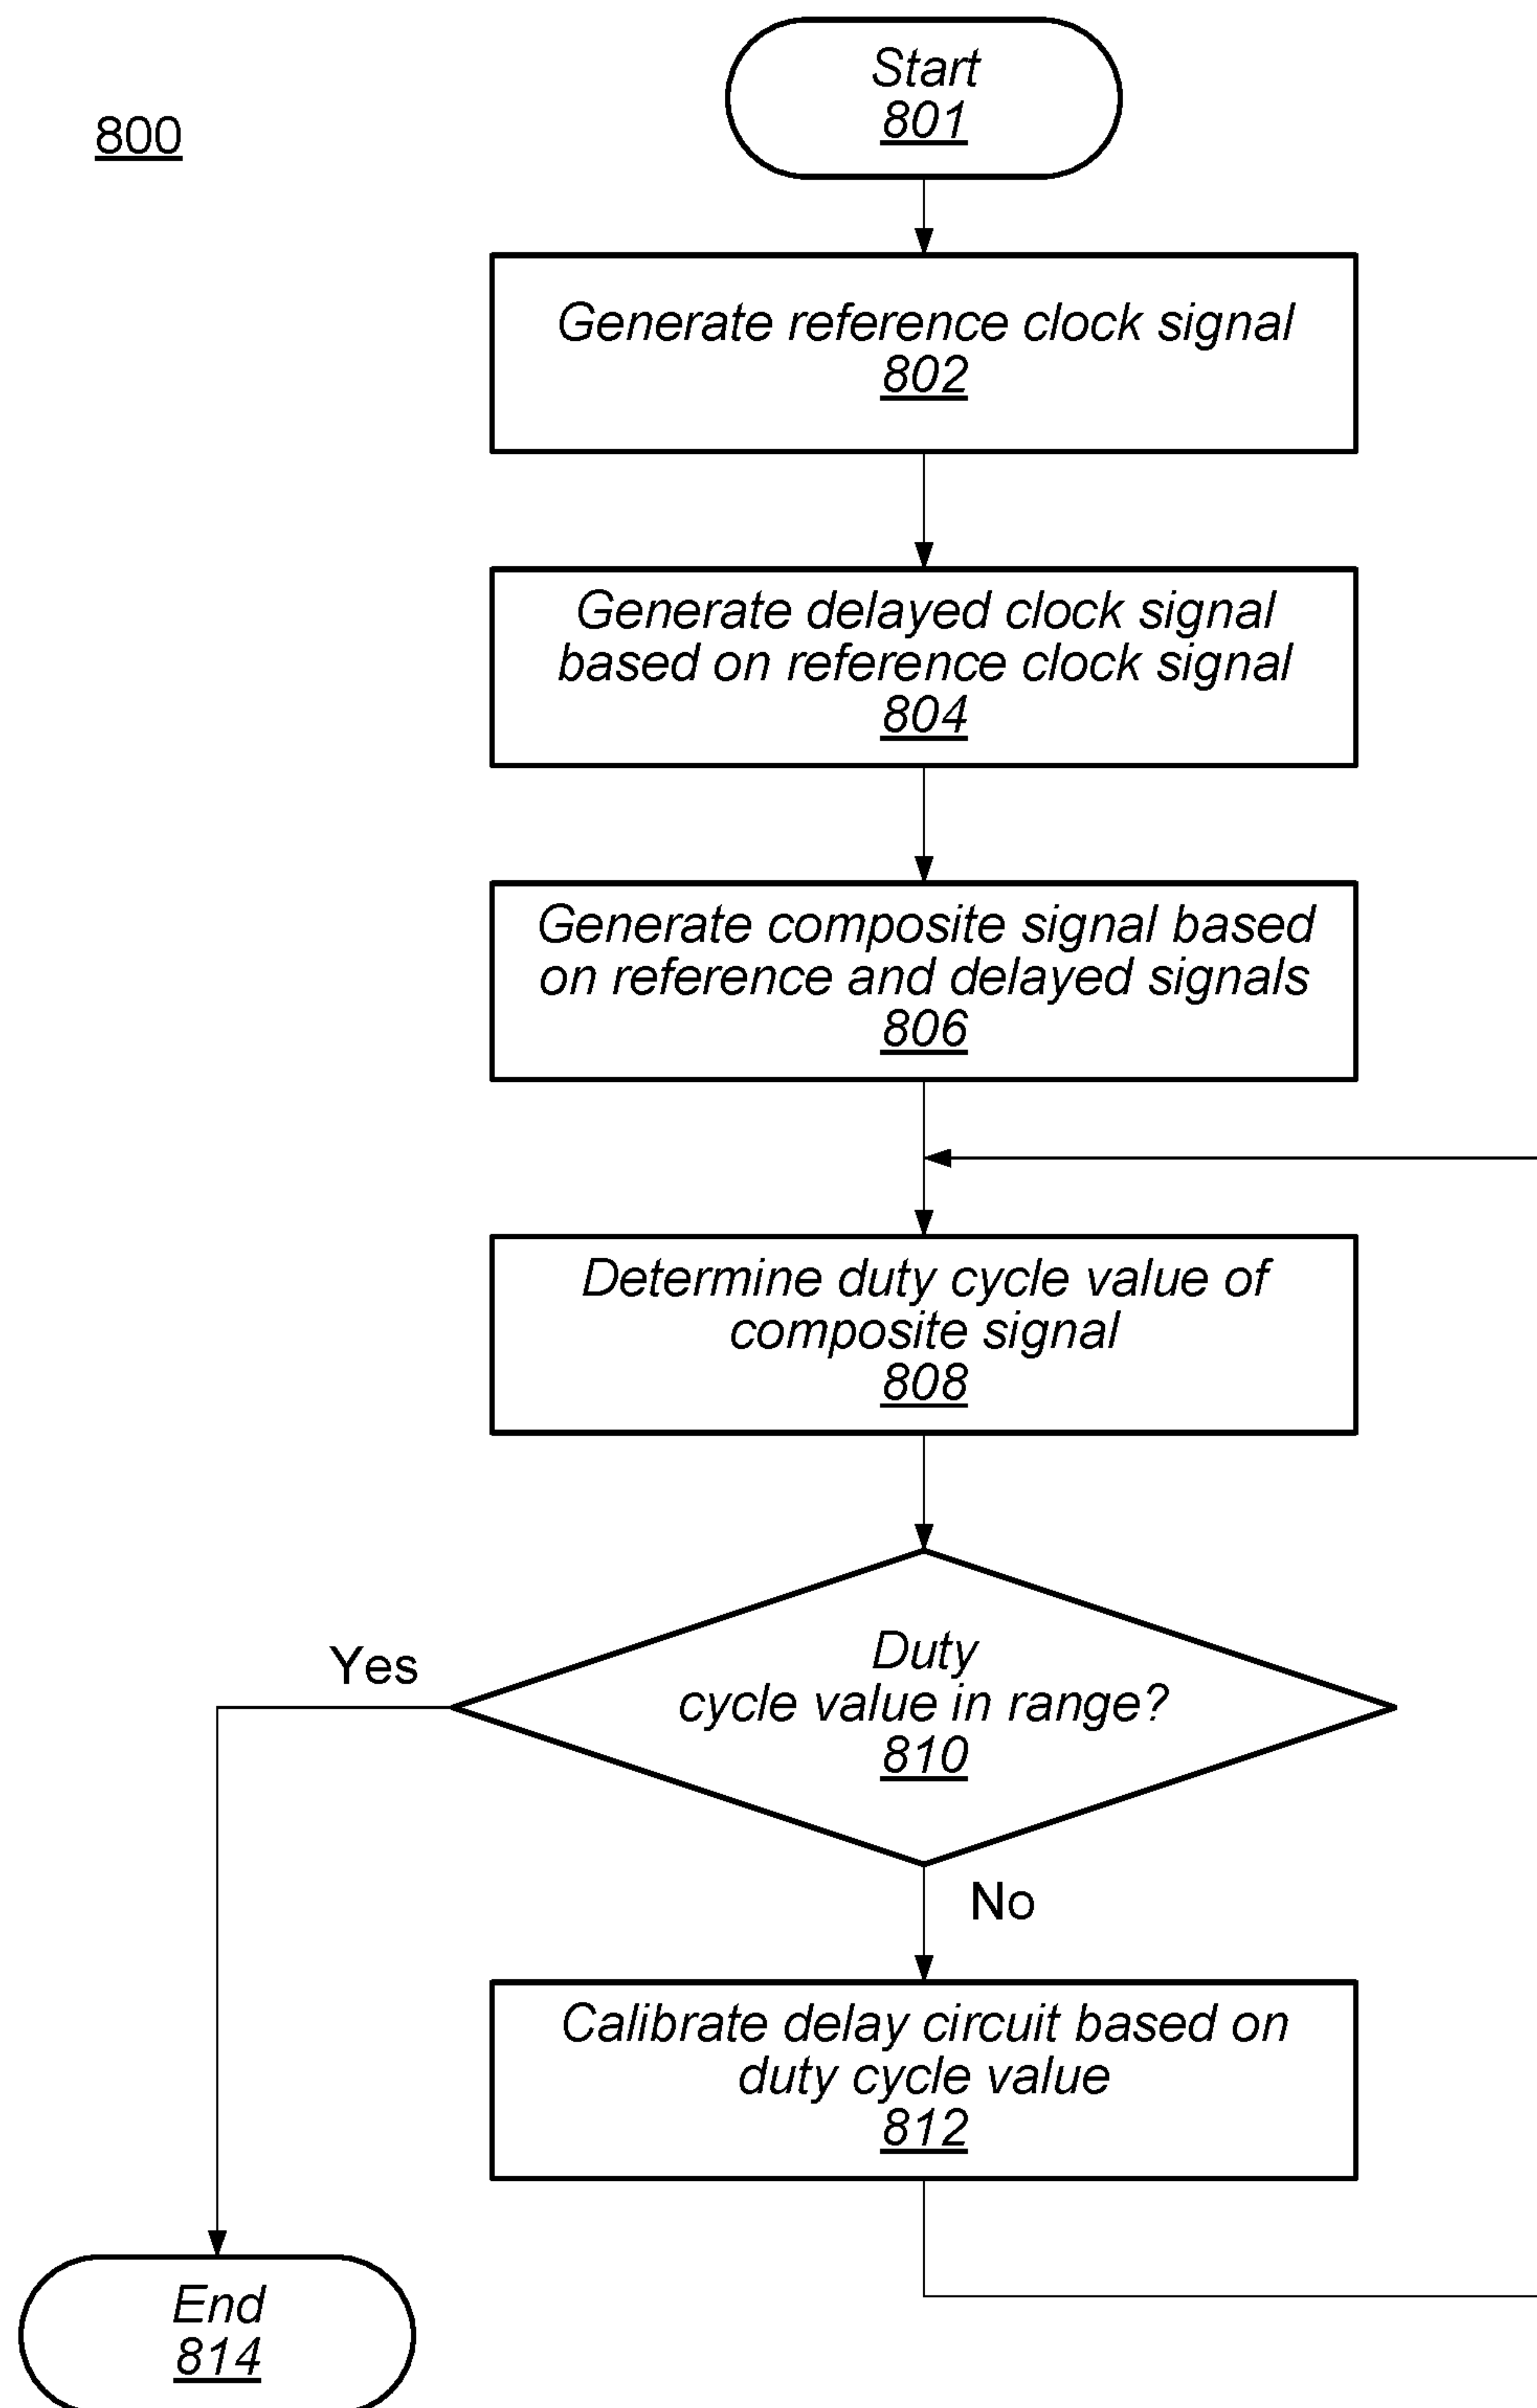 800
Start
801
Generate reference clock signal
802
Generate delayed clock signal
based on reference clock signal
804
Generate composite signal based
on reference and delayed signals
806
Determine duty cycle value of
composite signal
808
Duty
cycle value in range?
810
Yes
No
Calibrate delay circuit based on
duty cycle value
812
End
814